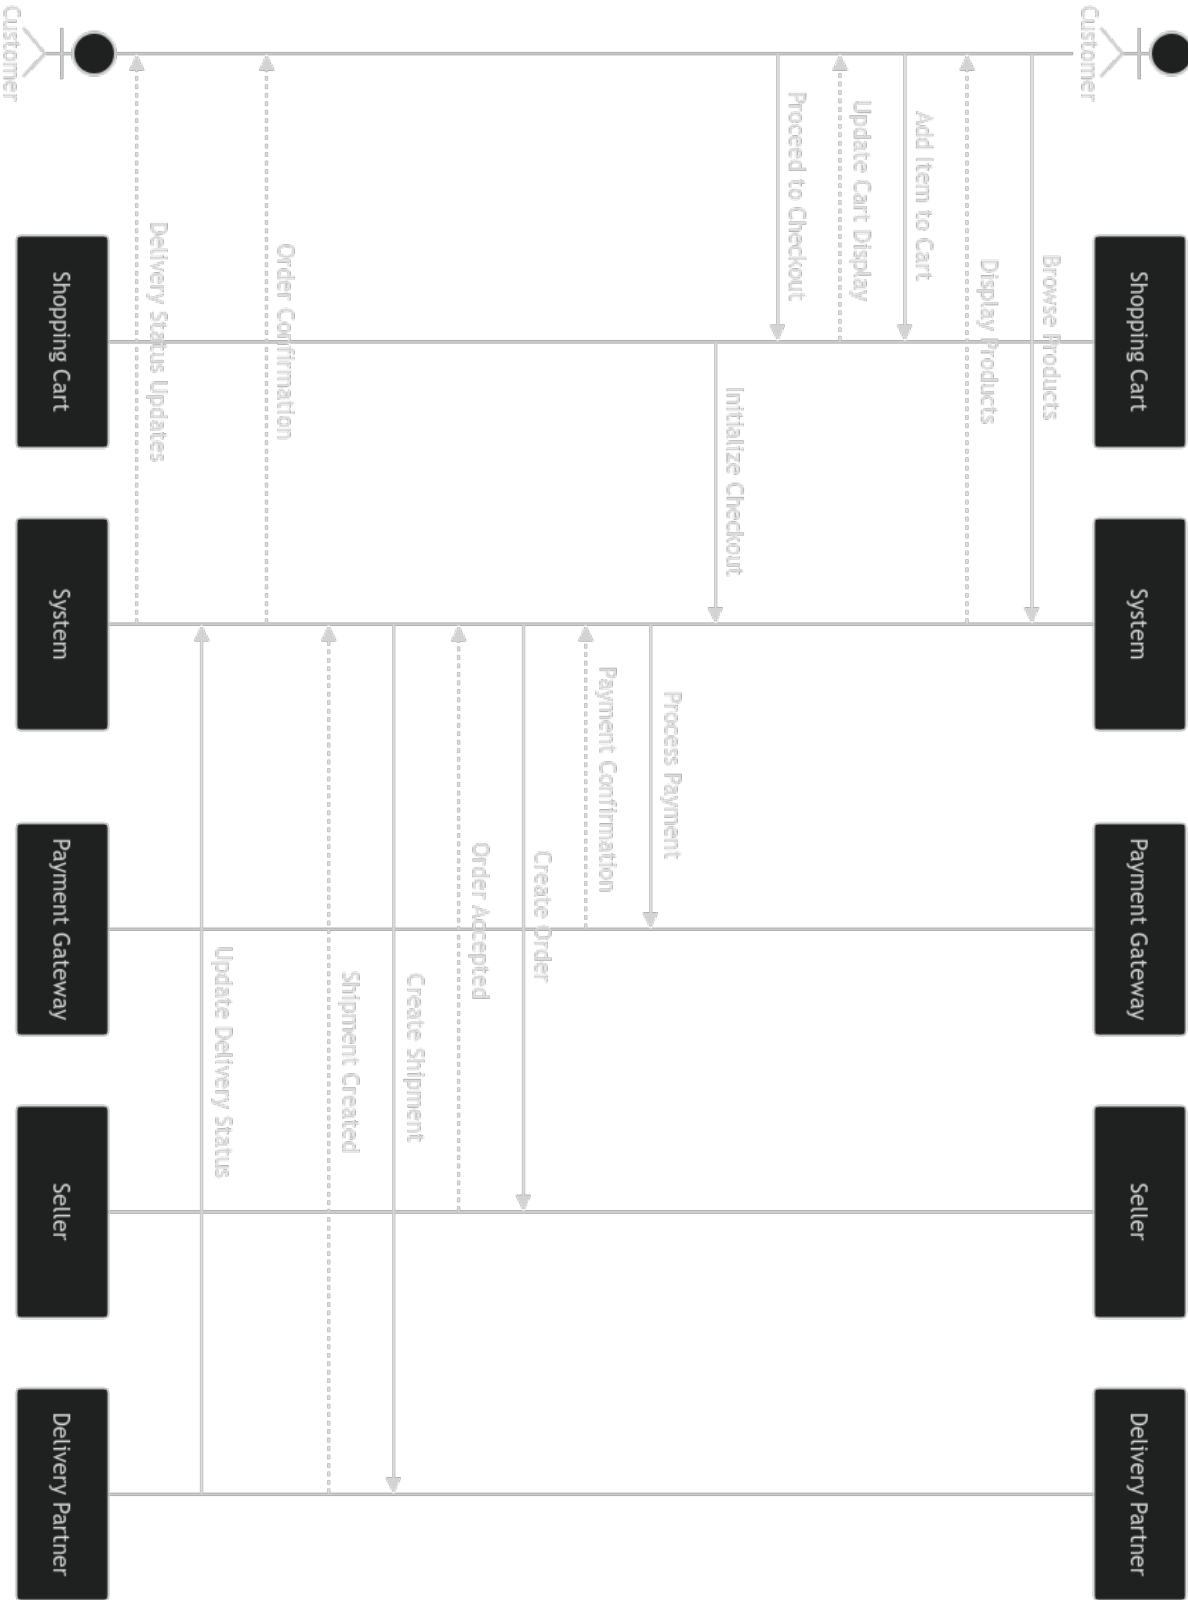 Customer
Shopping Cart
System
Payment Gateway
Seller
Delivery Partner
Browse Products
Display Products
Add Item to Cart
Update Cart Display
Proceed to Checkout
Initialize Checkout
Process Payment
Payment Confirmation
Create Order
Order Accepted
Create Shipment
Shipment Created
Order Confirmation
Update Delivery Status
Delivery Status Updates
Customer
Shopping Cart
System
Payment Gateway
Seller
Delivery Partner